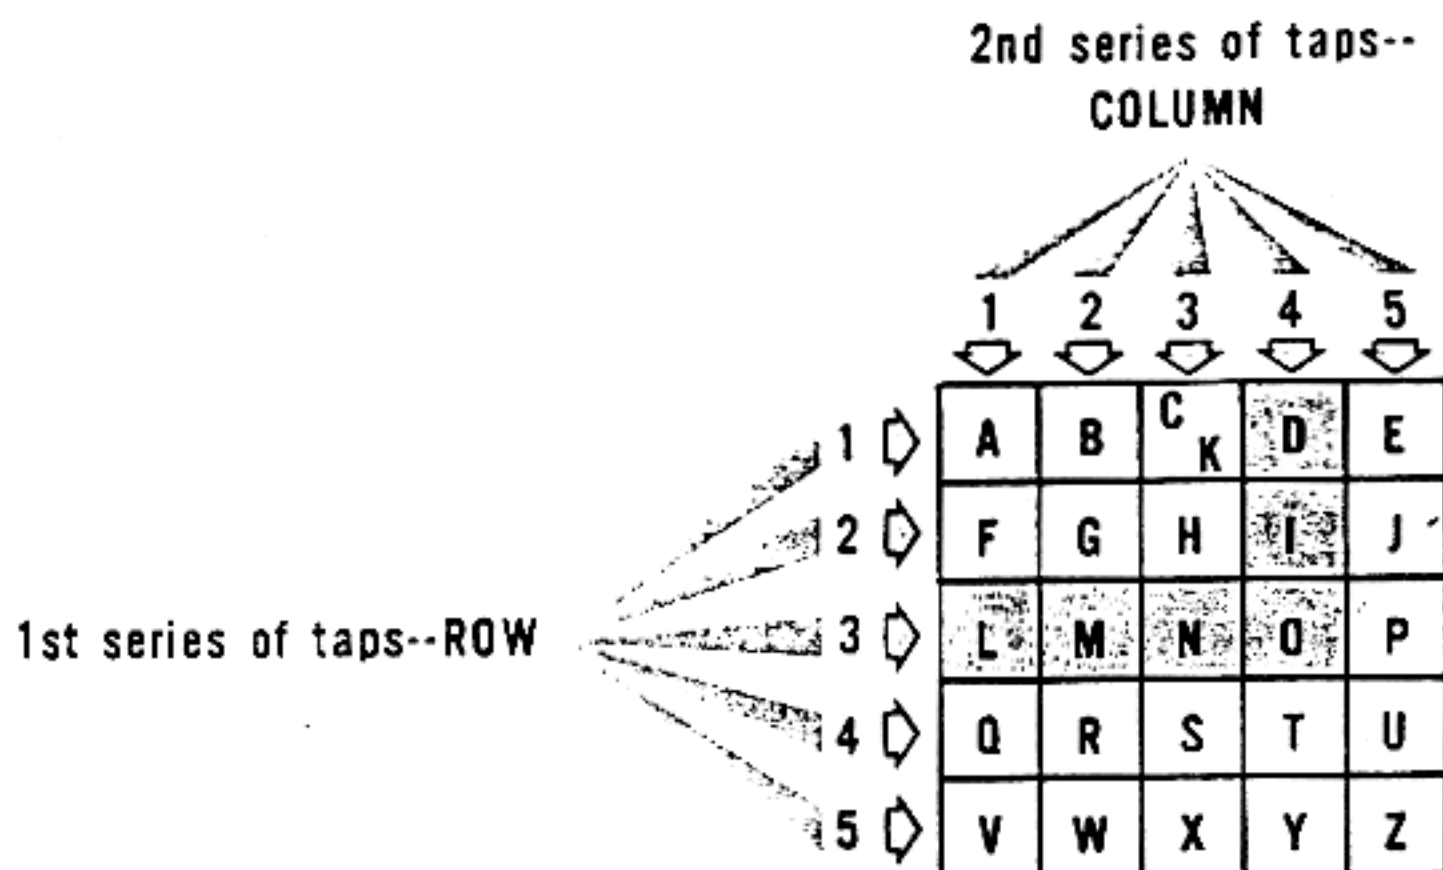 2nd series of taps--
COLUMN
1 2 3 4 5
1 A B C K D E
2 F G H I J
1st series of taps--ROW
3 L M N O P
4 Q R S T U
5 V W X Y Z